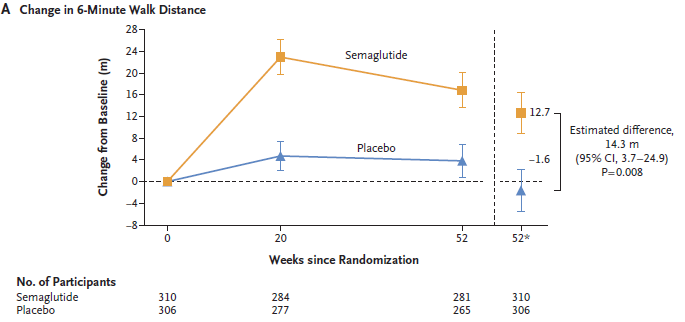 A Change in 6-Minute Walk Distance
Change from Baseline (m)
28
24
20
16
12
8
4
0
−4
−8
Semaglutide
Placebo
12.7
−1.6
Estimated difference,
14.3 m
(95% CI, 3.7–24.9)
P=0.008
0 20 52 52*
Weeks since Randomization
No. of Participants
Semaglutide 310 284 281 310
Placebo 306 277 265 306